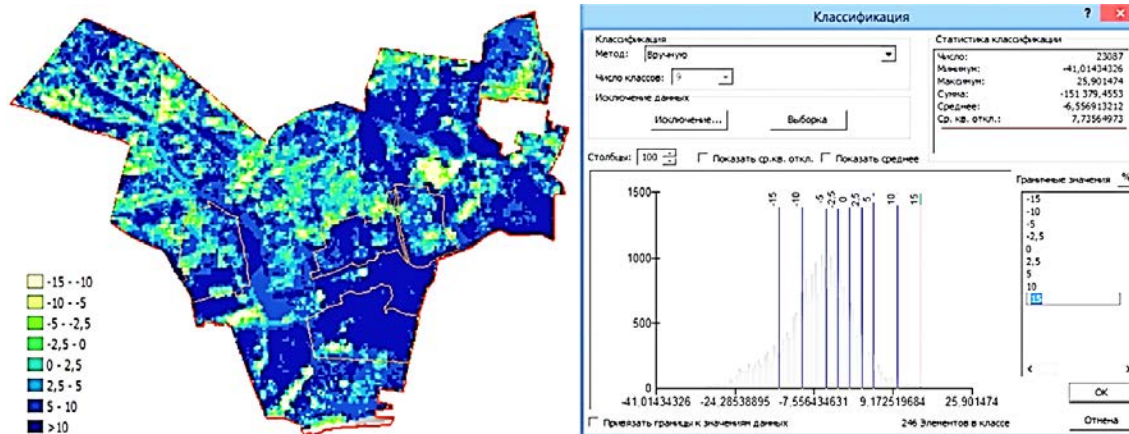 -15 - -10
-10 - -5
-5 - -2,5
-2,5 - 0
0 - 2,5
2,5 - 5
5 - 10
>10
Классификация
? ×
Классификация
Метод: Вручную
Число классов: 9
Исключение данных
Исключение... Выборка
Статистика классификации
Число: 23087
Минимум: -41,01434326
Максимум: 25,901474
Сумма: -151 379,4553
Среднее: -6,556913212
Ср. кв. откл.: 7,73564973
Столбцы: 100 Показать ср.кв. откл. Показать среднее
Граничные значения %
1500
1000
500
0
-15 -10 -5 -2,5 0 2,5 5 10 15
-41,01434326 -24,28538895 -7,556434631 9,172519684 25,901474
-15
-10
-5
-2,5
0
2,5
5
10
15
Привязать границы к значениям данных
246 Элементов в классе
OK
Отмена